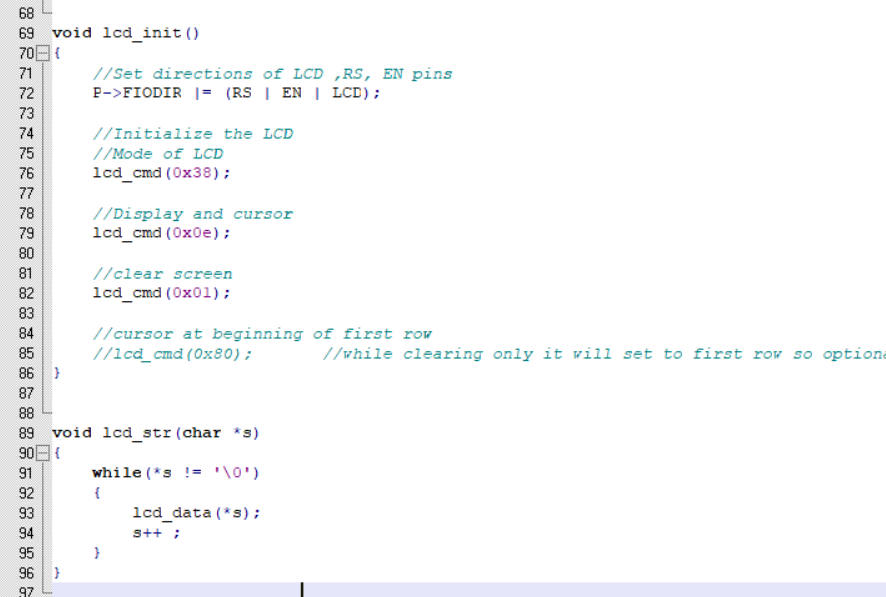 68
69 void lcd_init()
70 {
71 //Set directions of LCD ,RS, EN pins
72 P->FIODIR |= (RS | EN | LCD);
73
74 //Initialize the LCD
75 //Mode of LCD
76 lcd_cmd(0x38);
77
78 //Display and cursor
79 lcd_cmd(0x0e);
80
81 //clear screen
82 lcd_cmd(0x01);
83
84 //cursor at beginning of first row
85 //lcd_cmd(0x80); //while clearing only it will set to first row so optiona
86 }
87
88
89 void lcd_str(char *s)
90 {
91 while(*s != '\0')
92 {
93 lcd_data(*s);
94 s++ ;
95 }
96 }
97